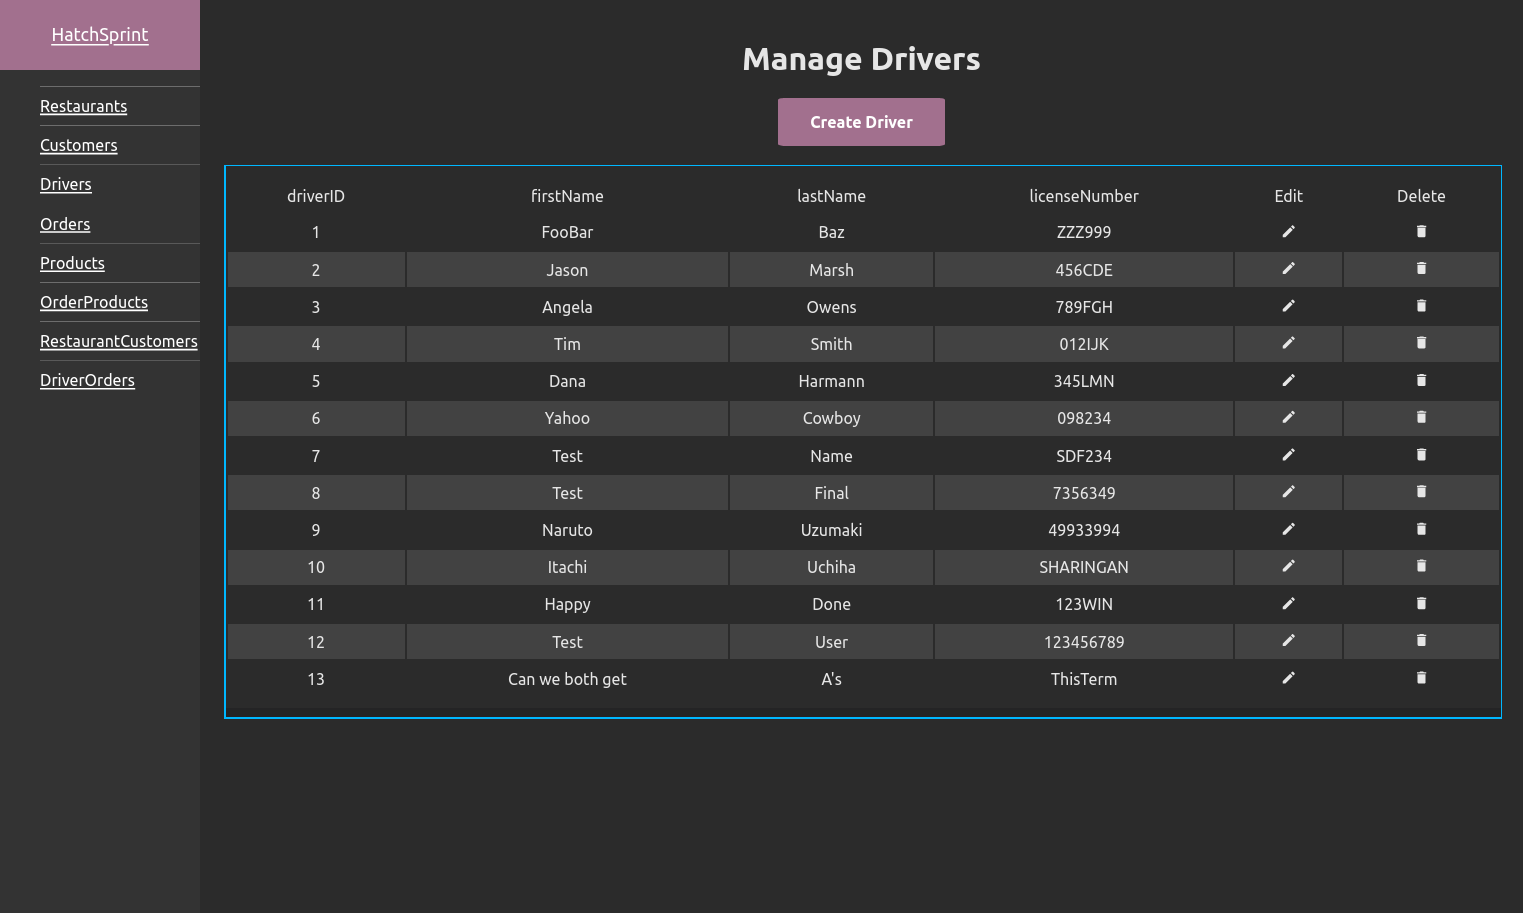 HatchSprint
Restaurants
Customers
Drivers
Orders
Products
OrderProducts
RestaurantCustomers
DriverOrders
Manage Drivers
Create Driver
driverID firstName lastName licenseNumber Edit Delete
1 FooBar Baz ZZZ999
2 Jason Marsh 456CDE
3 Angela Owens 789FGH
4 Tim Smith 012IJK
5 Dana Harmann 345LMN
6 Yahoo Cowboy 098234
7 Test Name SDF234
8 Test Final 7356349
9 Naruto Uzumaki 49933994
10 Itachi Uchiha SHARINGAN
11 Happy Done 123WIN
12 Test User 123456789
13 Can we both get A's ThisTerm